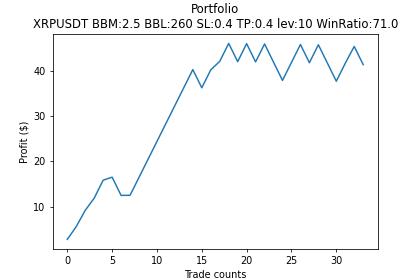 Portfolio
XRPUSDT BBM:2.5 BBL:260 SL:0.4 TP:0.4 lev:10 WinRatio:71.0
Profit ($)
40
30
20
10
0
5
10
15
20
25
30
Trade counts